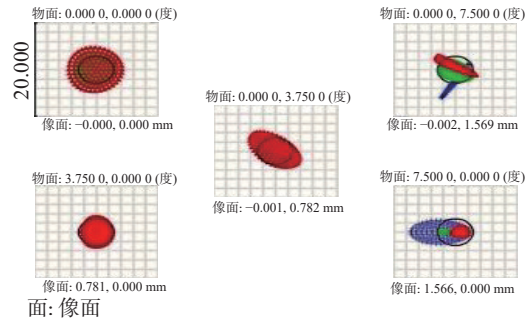 物面: 0.000 0, 0.000 0 (度)
20.000
像面: −0.000, 0.000 mm
物面: 0.000 0, 7.500 0 (度)
像面: −0.002, 1.569 mm
物面: 0.000 0, 3.750 0 (度)
像面: −0.001, 0.782 mm
物面: 3.750 0, 0.000 0 (度)
像面: 0.781, 0.000 mm
物面: 7.500 0, 0.000 0 (度)
像面: 1.566, 0.000 mm
面: 像面